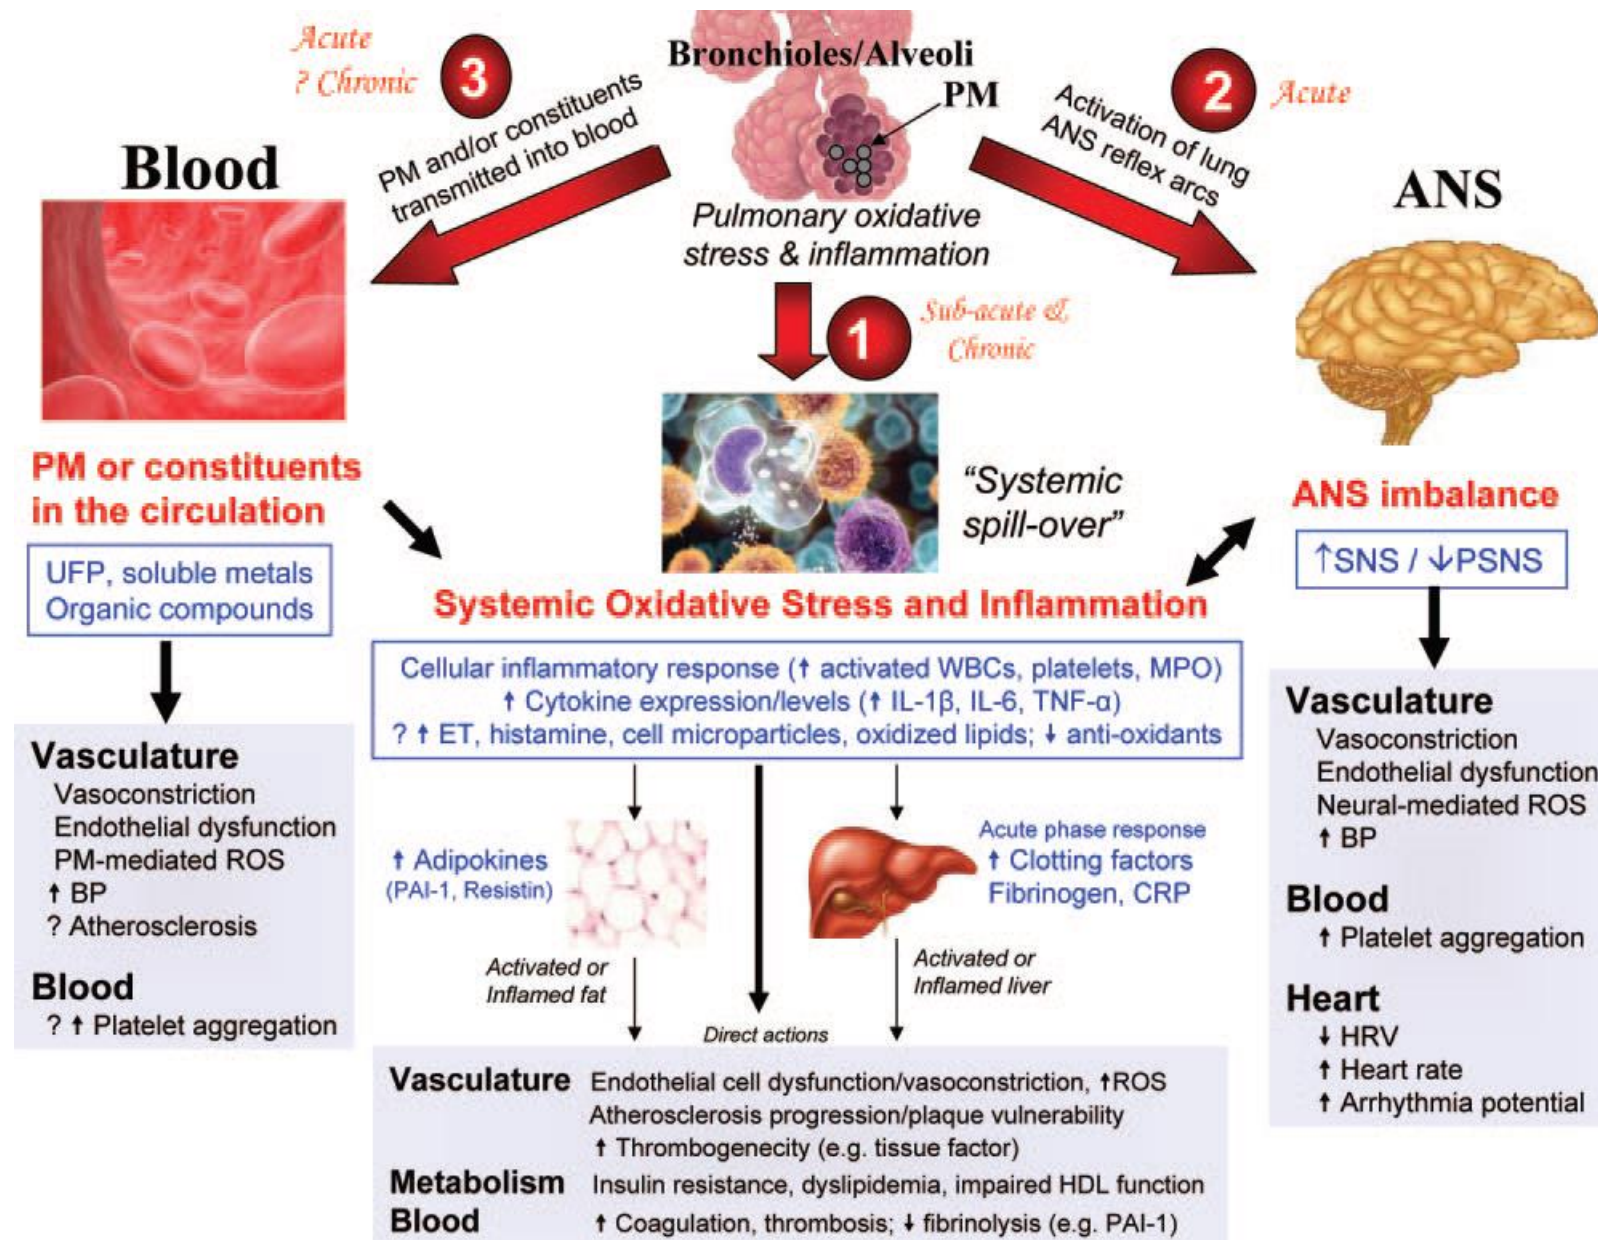 Acute
? Chronic
3
PM and/or constituents
transmitted into blood
Bronchioles/Alveoli
PM
2
Acute
Activation of lung
ANS reflex arcs
Blood
ANS
Pulmonary oxidative
stress & inflammation
1
Sub-acute &
Chronic
"Systemic
spill-over"
PM or constituents
in the circulation
UFP, soluble metals
Organic compounds
Vasculature
Vasoconstriction
Endothelial dysfunction
PM-mediated ROS
↑ BP
? Atherosclerosis
Blood
? ↑ Platelet aggregation
Systemic Oxidative Stress and Inflammation
Cellular inflammatory response (↑ activated WBCs, platelets, MPO)
↑ Cytokine expression/levels (↑ IL-1β, IL-6, TNF-α)
? ↑ ET, histamine, cell microparticles, oxidized lipids; ↓ anti-oxidants
↑ Adipokines
(PAI-1, Resistin)
Acute phase response
↑ Clotting factors
Fibrinogen, CRP
Activated or
Inflamed fat
Direct actions
Activated or
Inflamed liver
Vasculature Endothelial cell dysfunction/vasoconstriction, ↑ROS
Atherosclerosis progression/plaque vulnerability
↑ Thrombogenecity (e.g. tissue factor)
Metabolism Insulin resistance, dyslipidemia, impaired HDL function
Blood ↑ Coagulation, thrombosis; ↓ fibrinolysis (e.g. PAI-1)
ANS imbalance
↑SNS / ↓PSNS
Vasculature
Vasoconstriction
Endothelial dysfunction
Neural-mediated ROS
↑ BP
Blood
↑ Platelet aggregation
Heart
↓ HRV
↑ Heart rate
↑ Arrhythmia potential